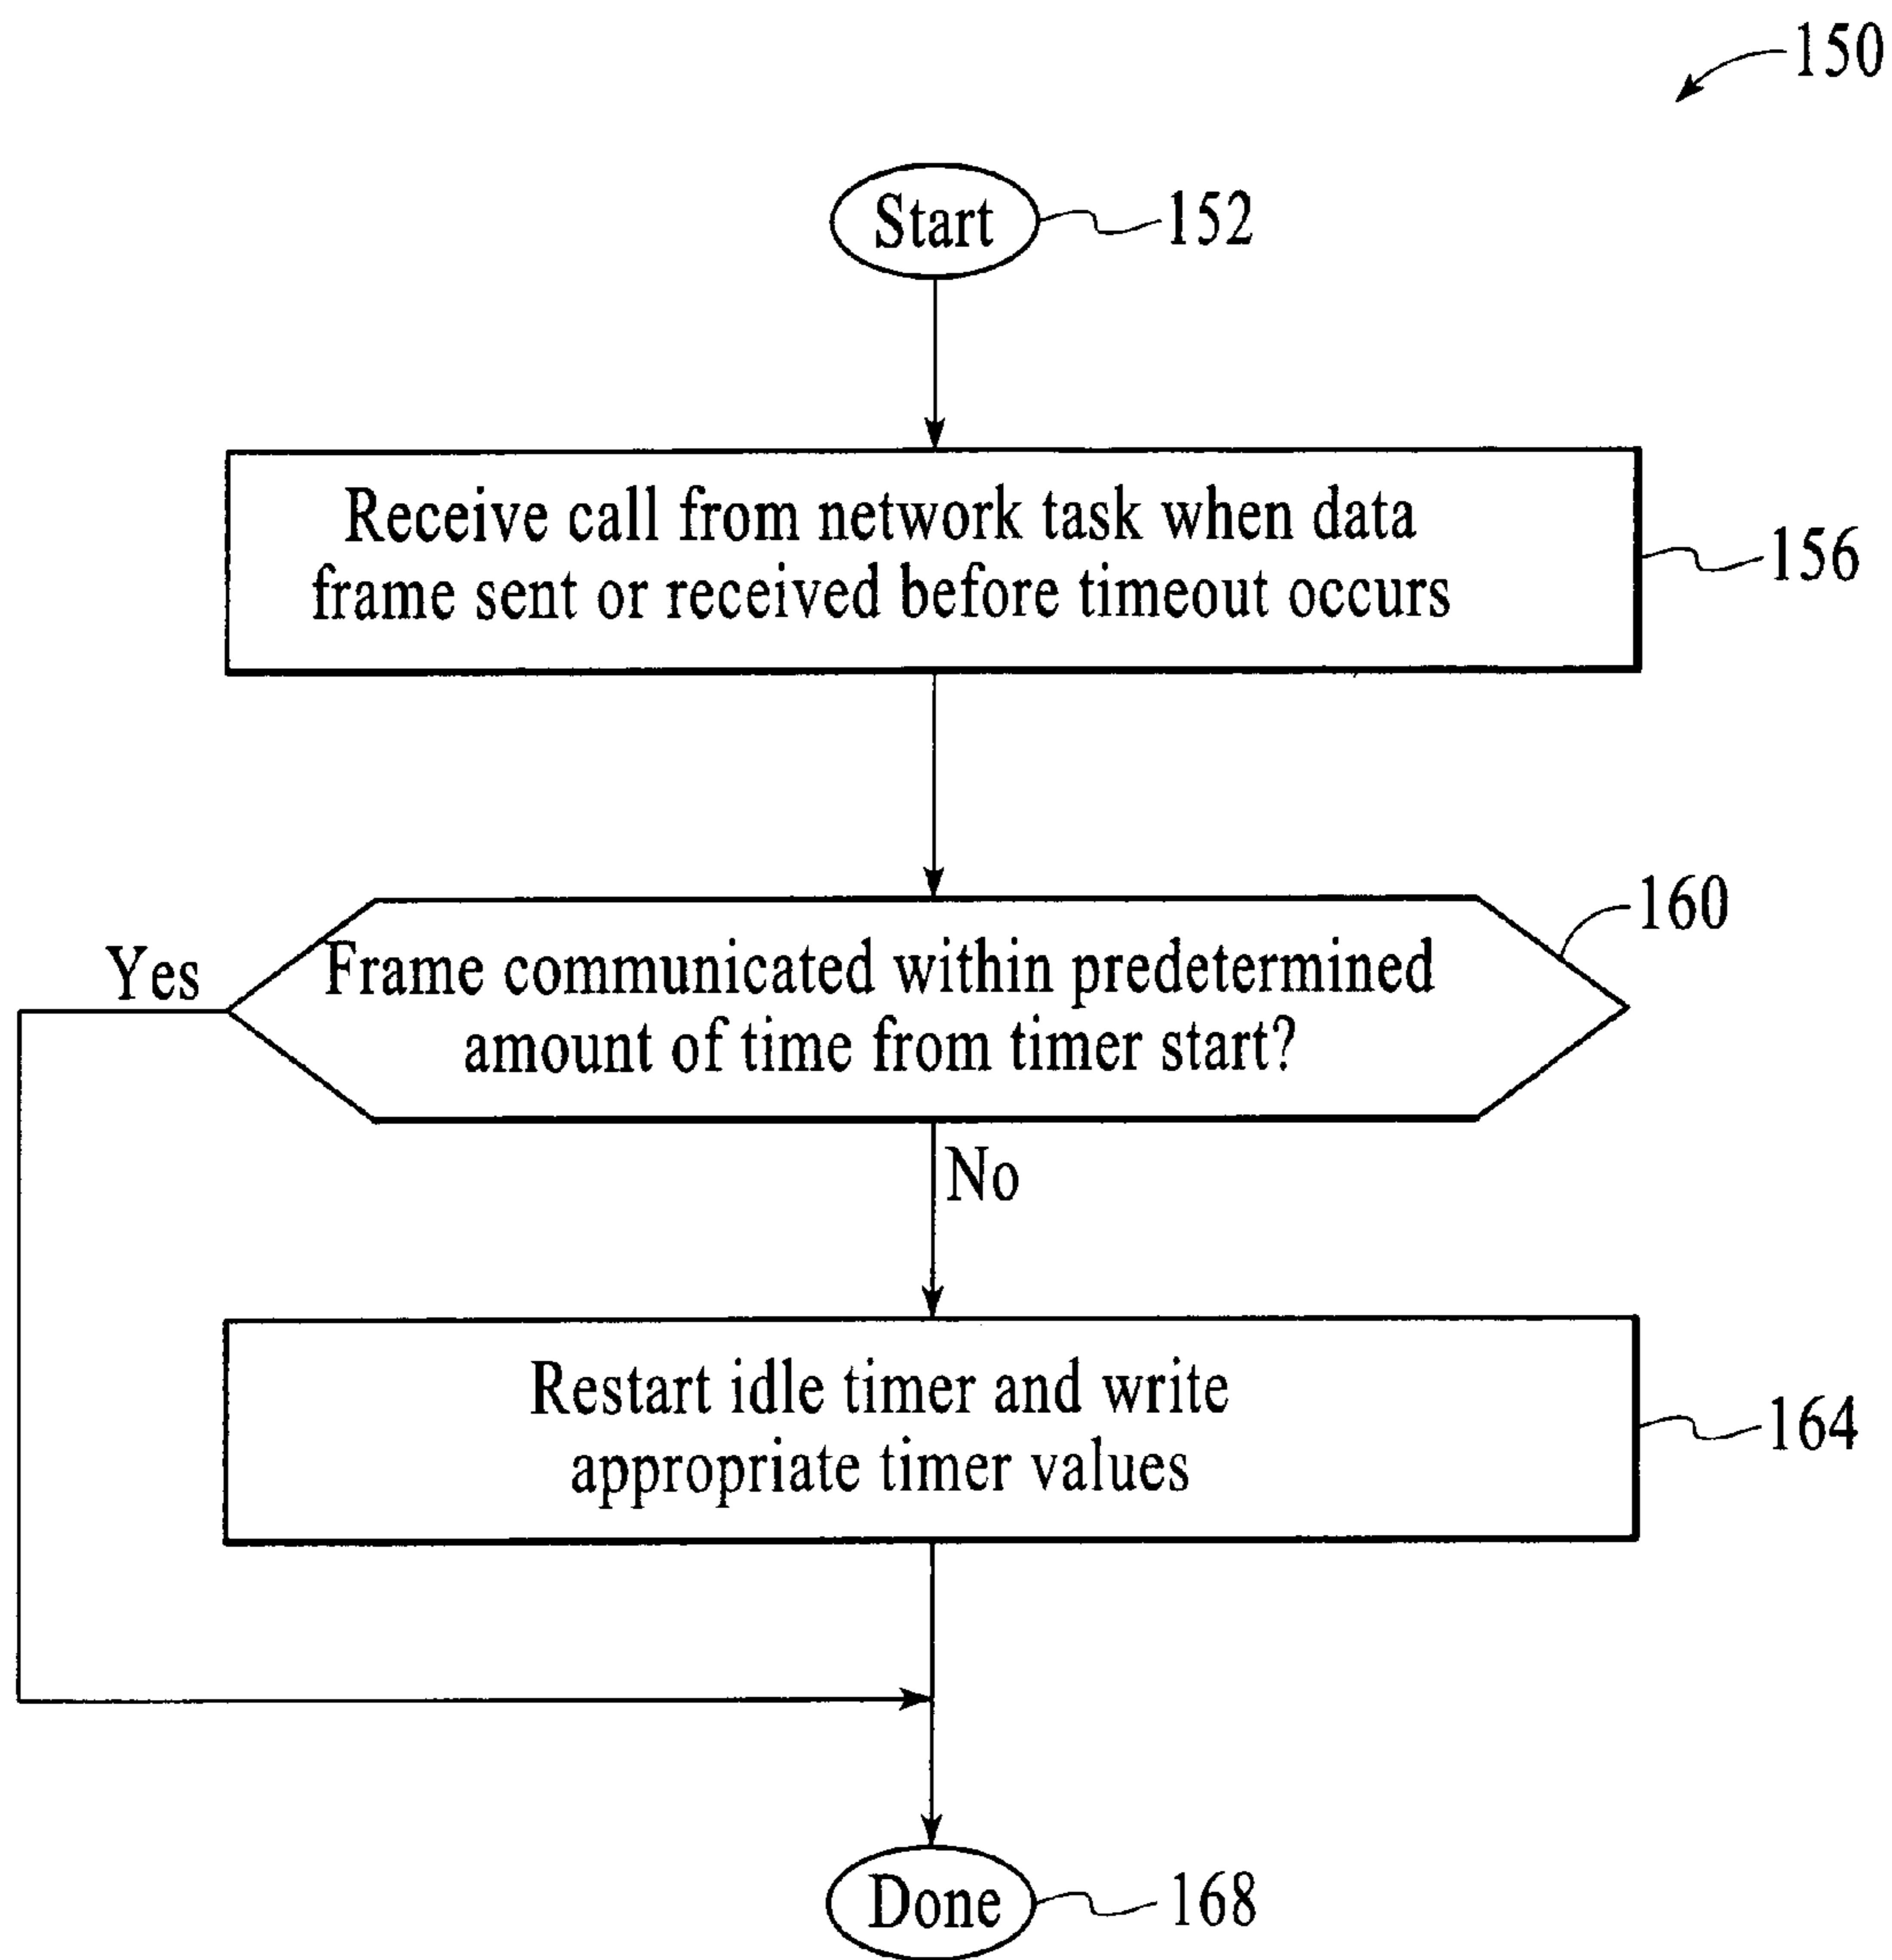 150
Start
152
Receive call from network task when data
frame sent or received before timeout occurs
156
160
Yes
Frame communicated within predetermined
amount of time from timer start?
No
Restart idle timer and write
appropriate timer values
164
Done
168